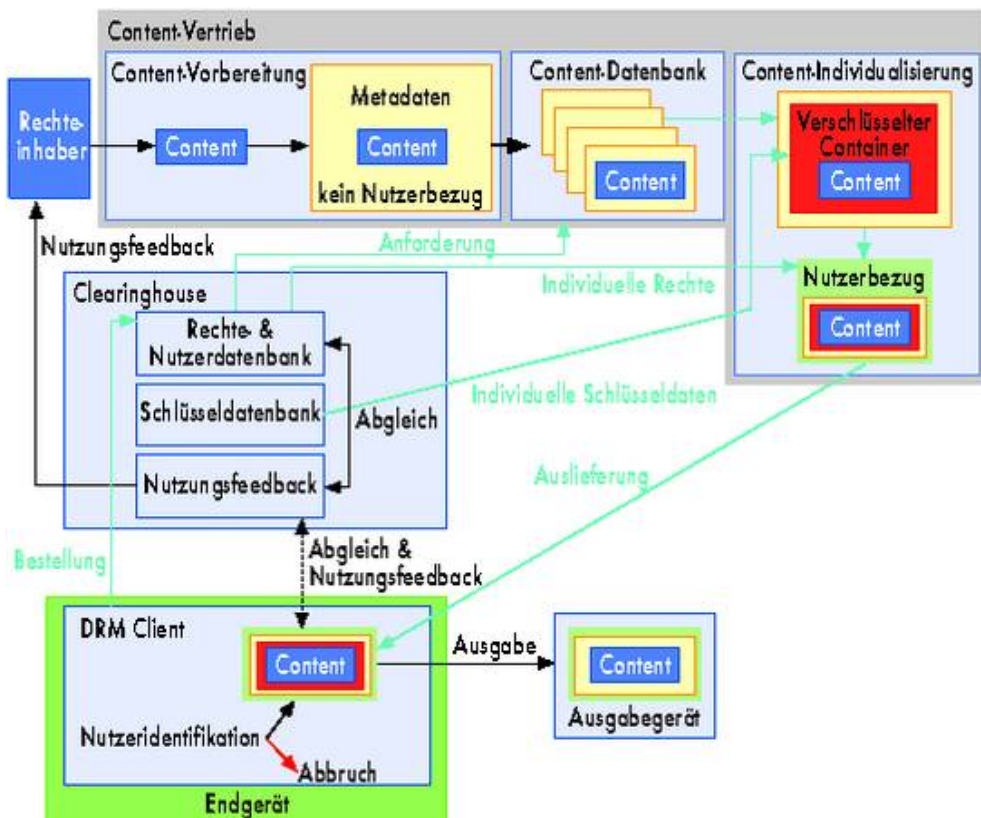 Content-Vertrieb
Content-Vorbereitung
Content-Datenbank
Content-Individualisierung
Rechte-
inhaber
Content
Metadaten
Content
kein Nutzerbezug
Content
Verschlüsselter
Container
Content
Nutzungsfeedback
Anforderung
Individuelle Rechte
Nutzerbezug
Content
Clearinghouse
Rechte- &
Nutzerdatenbank
Schlüsseldatenbank
Abgleich
Individuelle Schlüsseldaten
Nutzungsfeedback
Auslieferung
Bestellung
Abgleich &
Nutzungsfeedback
DRM Client
Content
Ausgabe
Content
Ausgabegerät
Nutzeridentifikation
Abbruch
Endgerät